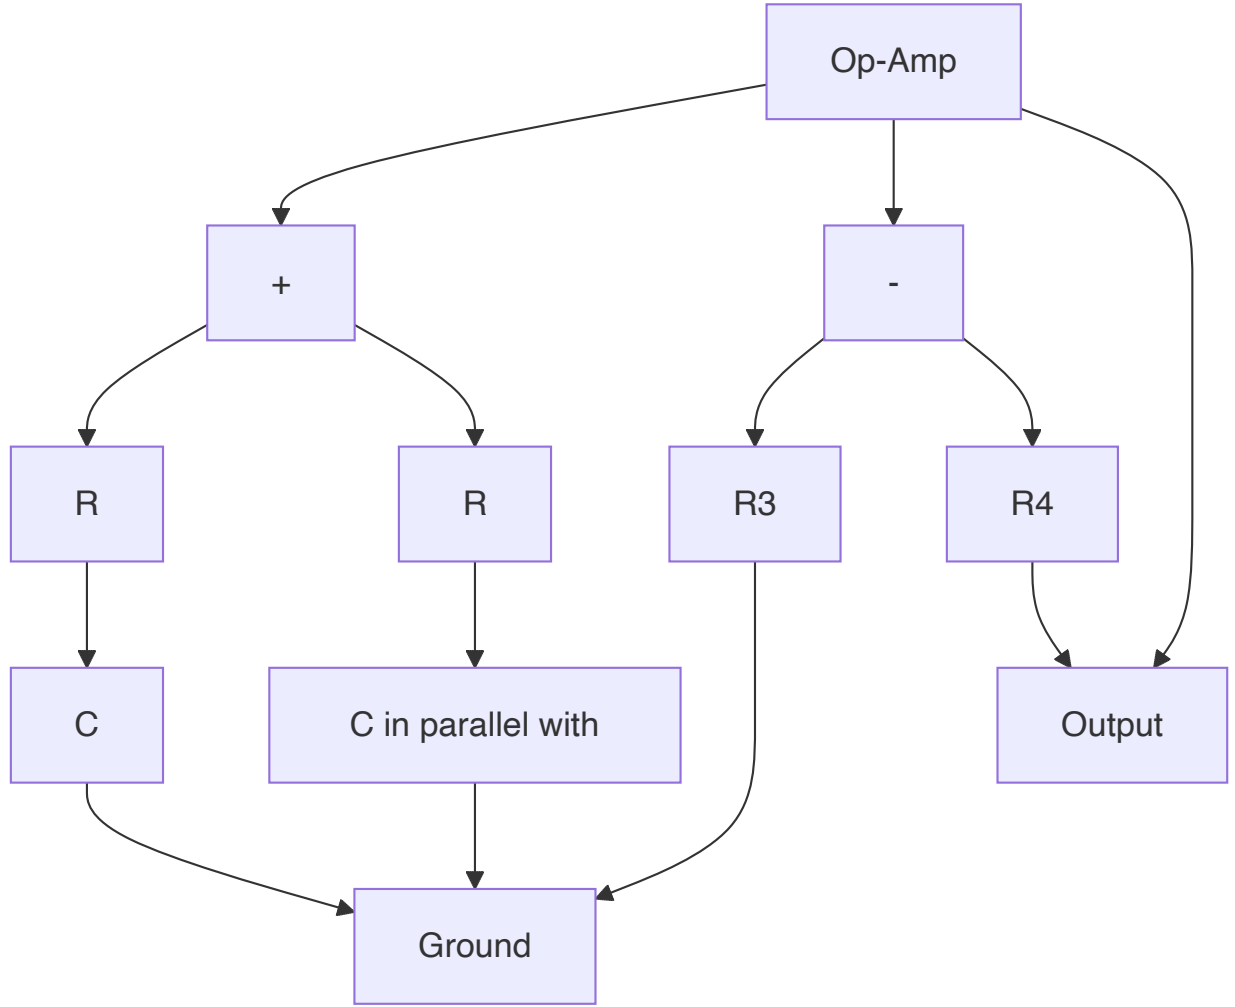 Op-Amp
+
-
R
R
R3
R4
C
C in parallel with
Output
Ground